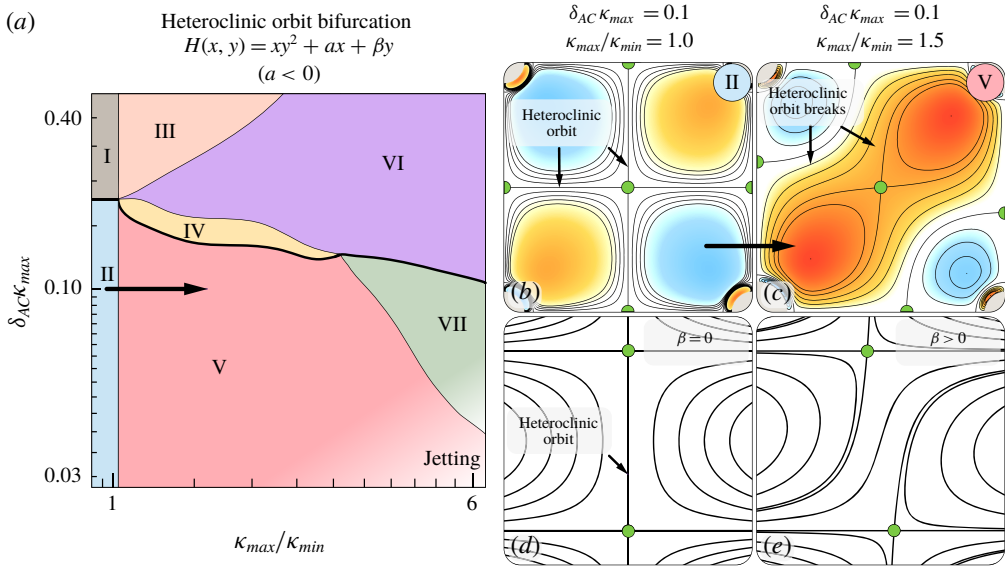 (a)
Heteroclinic orbit bifurcation
H(x, y) = xy² + ax + βy
(a < 0)
δ_AC κ_max
0.40
0.10
0.03
I
II
III
IV
V
VI
VII
Jetting
1
6
κ_max/κ_min
δ_AC κ_max = 0.1
κ_max/κ_min = 1.0
II
Heteroclinic
orbit
(b)
δ_AC κ_max = 0.1
κ_max/κ_min = 1.5
V
Heteroclinic
orbit breaks
(c)
β = 0
Heteroclinic
orbit
(d)
β > 0
(e)